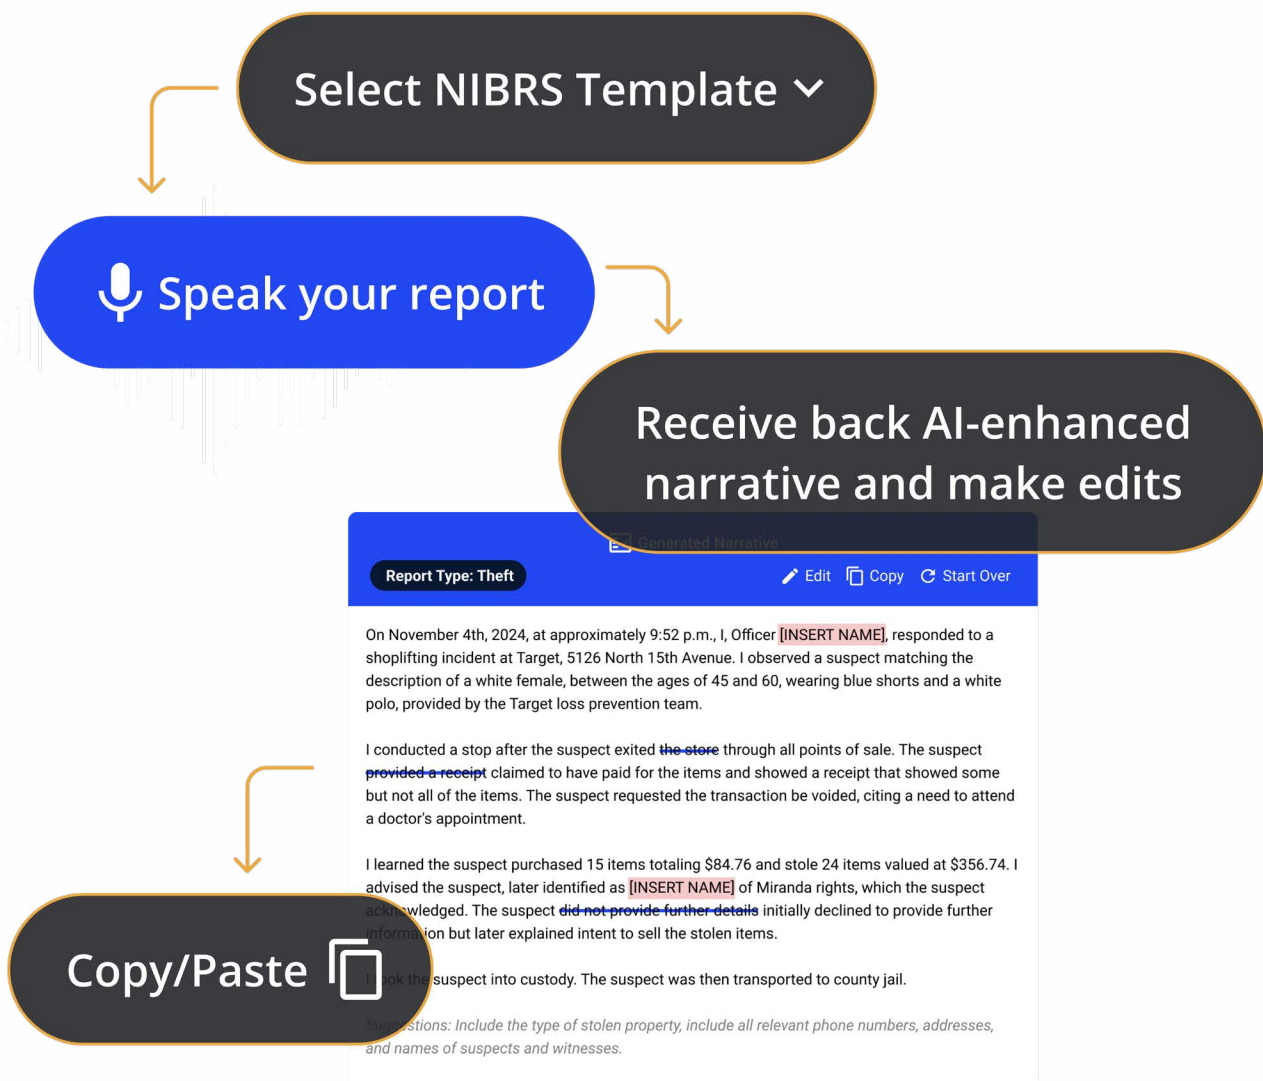 Select NIBRS Template
Speak your report
Receive back AI-enhanced
narrative and make edits
Generated Narrative
Report Type: Theft
Edit
Copy
Start Over
On November 4th, 2024, at approximately 9:52 p.m., I, Officer [INSERT NAME], responded to a
shoplifting incident at Target, 5126 North 15th Avenue. I observed a suspect matching the
description of a white female, between the ages of 45 and 60, wearing blue shorts and a white
polo, provided by the Target loss prevention team.
I conducted a stop after the suspect exited the store through all points of sale. The suspect
provided a receipt claimed to have paid for the items and showed a receipt that showed some
but not all of the items. The suspect requested the transaction be voided, citing a need to attend
a doctor's appointment.
I learned the suspect purchased 15 items totaling $84.76 and stole 24 items valued at $356.74. I
advised the suspect, later identified as [INSERT NAME] of Miranda rights, which the suspect
acknowledged. The suspect did not provide further details initially declined to provide further
information but later explained intent to sell the stolen items.
I took the suspect into custody. The suspect was then transported to county jail.
Suggestions: Include the type of stolen property, include all relevant phone numbers, addresses,
and names of suspects and witnesses.
Copy/Paste